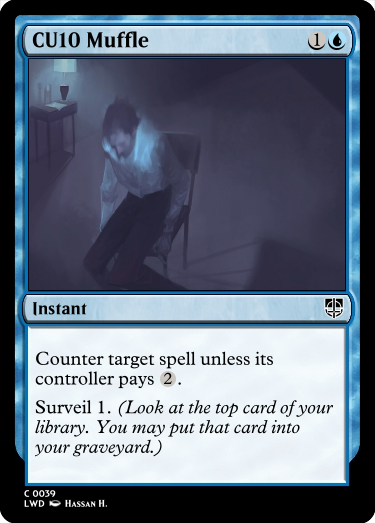 CU10 Muffle
1
Instant
Counter target spell unless its
controller pays 2.
Surveil 1. (Look at the top card of your
library. You may put that card into
your graveyard.)
C 0039
LWD HASSAN H.